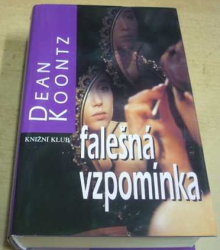 DEAN
KOONTZ
KNIŽNÍ KLUB
falešná
vzpomínka